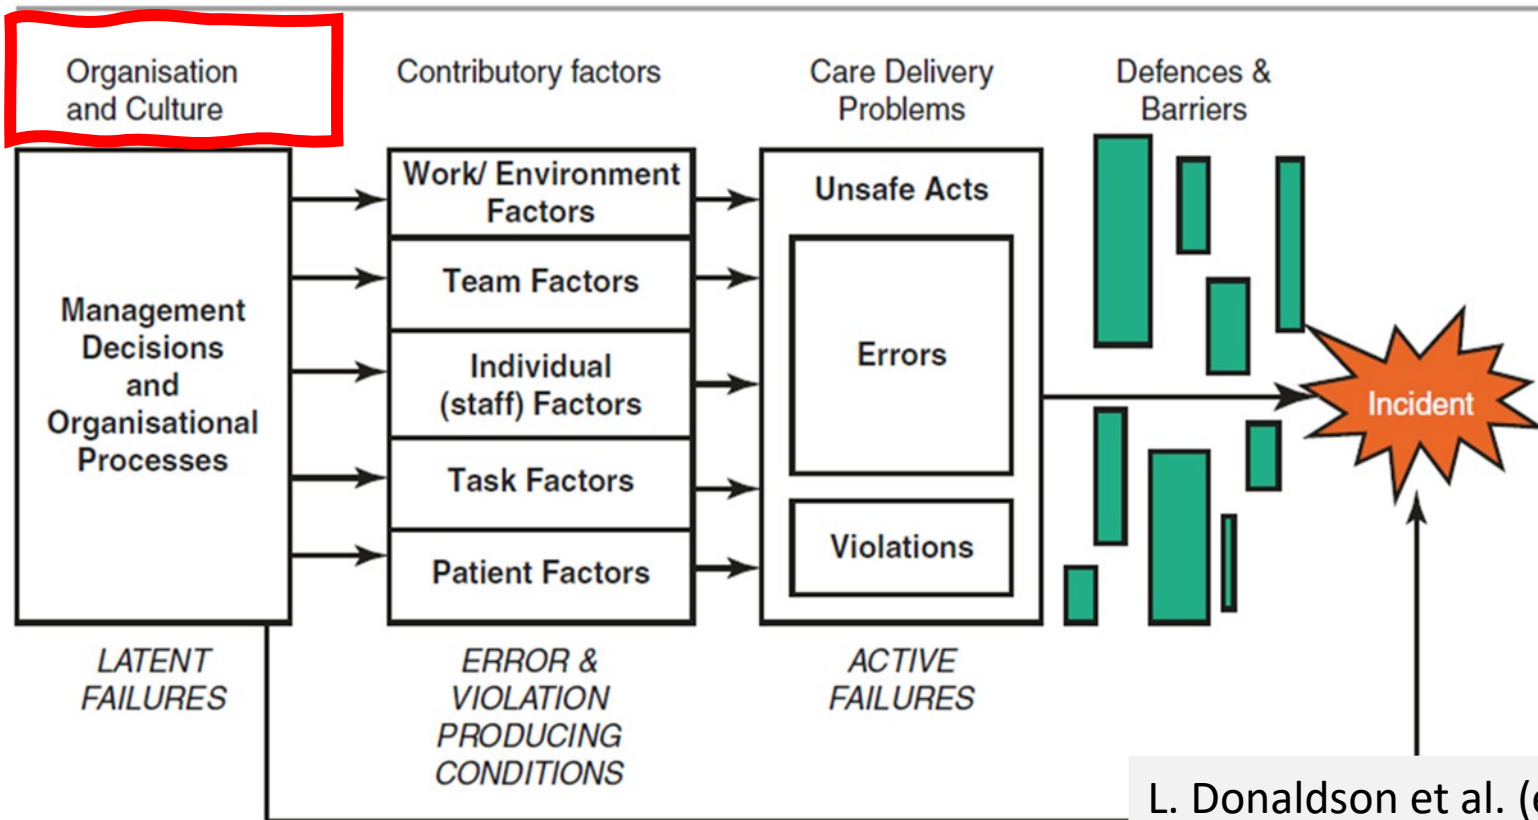 Organisation
and Culture
Contributory factors
Care Delivery
Problems
Defences &
Barriers
Management
Decisions
and
Organisational
Processes
Work/ Environment
Factors
Team Factors
Individual
(staff) Factors
Task Factors
Patient Factors
Unsafe Acts
Errors
Violations
Incident
LATENT
FAILURES
ERROR &
VIOLATION
PRODUCING
CONDITIONS
ACTIVE
FAILURES
L. Donaldson et al. (